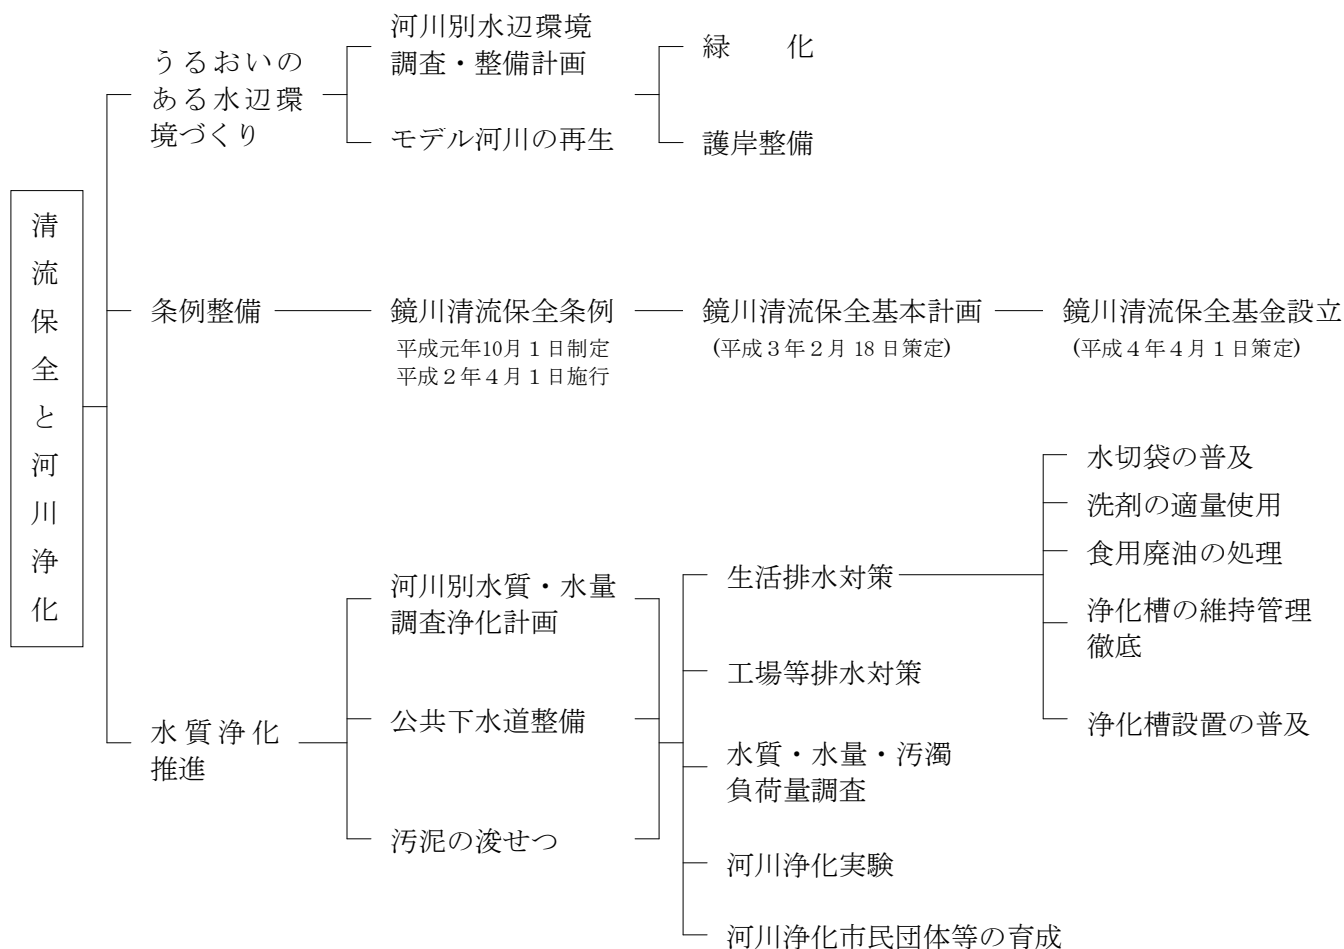 清流保全と河川浄化
うるおいの
ある水辺環
境づくり
河川別水辺環境
調査・整備計画
モデル河川の再生
緑　　化
護岸整備
条例整備
鏡川清流保全条例
平成元年10月１日制定
平成２年４月１日施行
鏡川清流保全基本計画
(平成３年２月 18 日策定)
鏡川清流保全基金設立
(平成４年４月１日策定)
水質浄化
推進
河川別水質・水量
調査浄化計画
公共下水道整備
汚泥の浚せつ
生活排水対策
工場等排水対策
水質・水量・汚濁
負荷量調査
河川浄化実験
河川浄化市民団体等の育成
水切袋の普及
洗剤の適量使用
食用廃油の処理
浄化槽の維持管理
徹底
浄化槽設置の普及